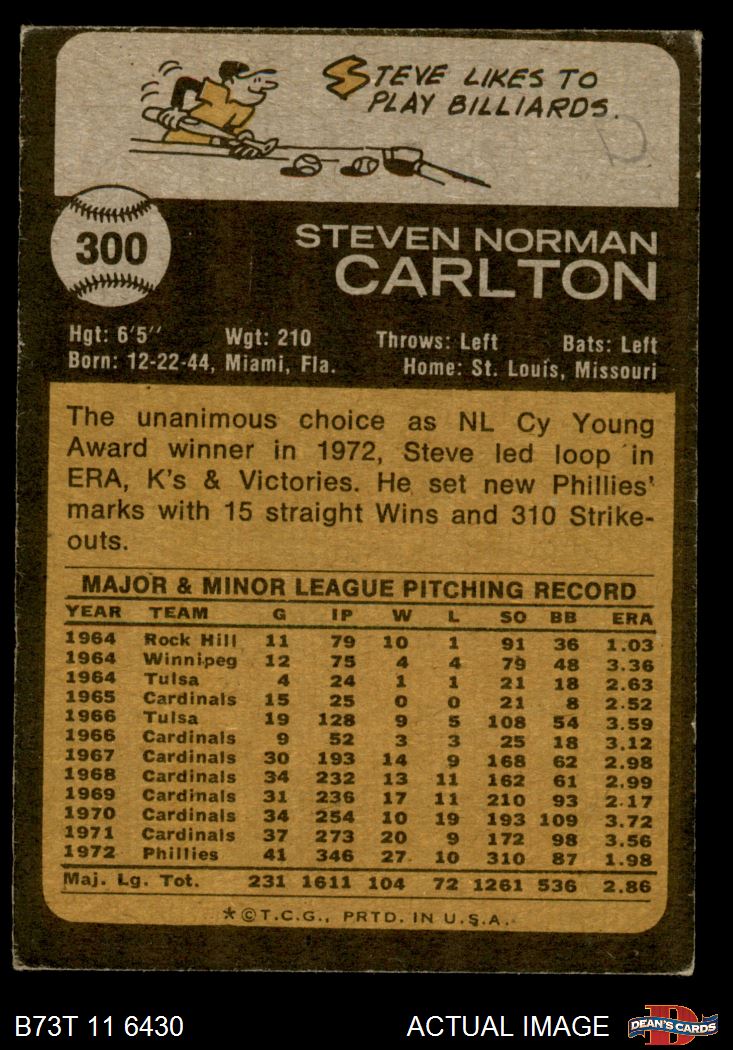 STEVE LIKES TO
PLAY BILLIARDS.
300
STEVEN NORMAN
CARLTON
Hgt: 6'5" Wgt: 210 Throws: Left Bats: Left
Born: 12-22-44, Miami, Fla. Home: St. Louis, Missouri
The unanimous choice as NL Cy Young
Award winner in 1972, Steve led loop in
ERA, K's & Victories. He set new Phillies'
marks with 15 straight Wins and 310 Strike-
outs.
MAJOR & MINOR LEAGUE PITCHING RECORD
YEAR TEAM G IP W L SO BB ERA
1964 Rock Hill 11 79 10 1 91 36 1.03
1964 Winnipeg 12 75 4 4 79 48 3.36
1964 Tulsa 4 24 1 1 21 18 2.63
1965 Cardinals 15 25 0 0 21 8 2.52
1966 Tulsa 19 128 9 5 108 54 3.59
1966 Cardinals 9 52 3 3 25 18 3.12
1967 Cardinals 30 193 14 9 168 62 2.98
1968 Cardinals 34 232 13 11 162 61 2.99
1969 Cardinals 31 236 17 11 210 93 2.17
1970 Cardinals 34 254 10 19 193 109 3.72
1971 Cardinals 37 273 20 9 172 98 3.56
1972 Phillies 41 346 27 10 310 87 1.98
Maj. Lg. Tot. 231 1611 104 72 1261 536 2.86
*©T.C.G., PRTD. IN U.S.A.
B73T 11 6430 ACTUAL IMAGE D DEAN'S CARDS